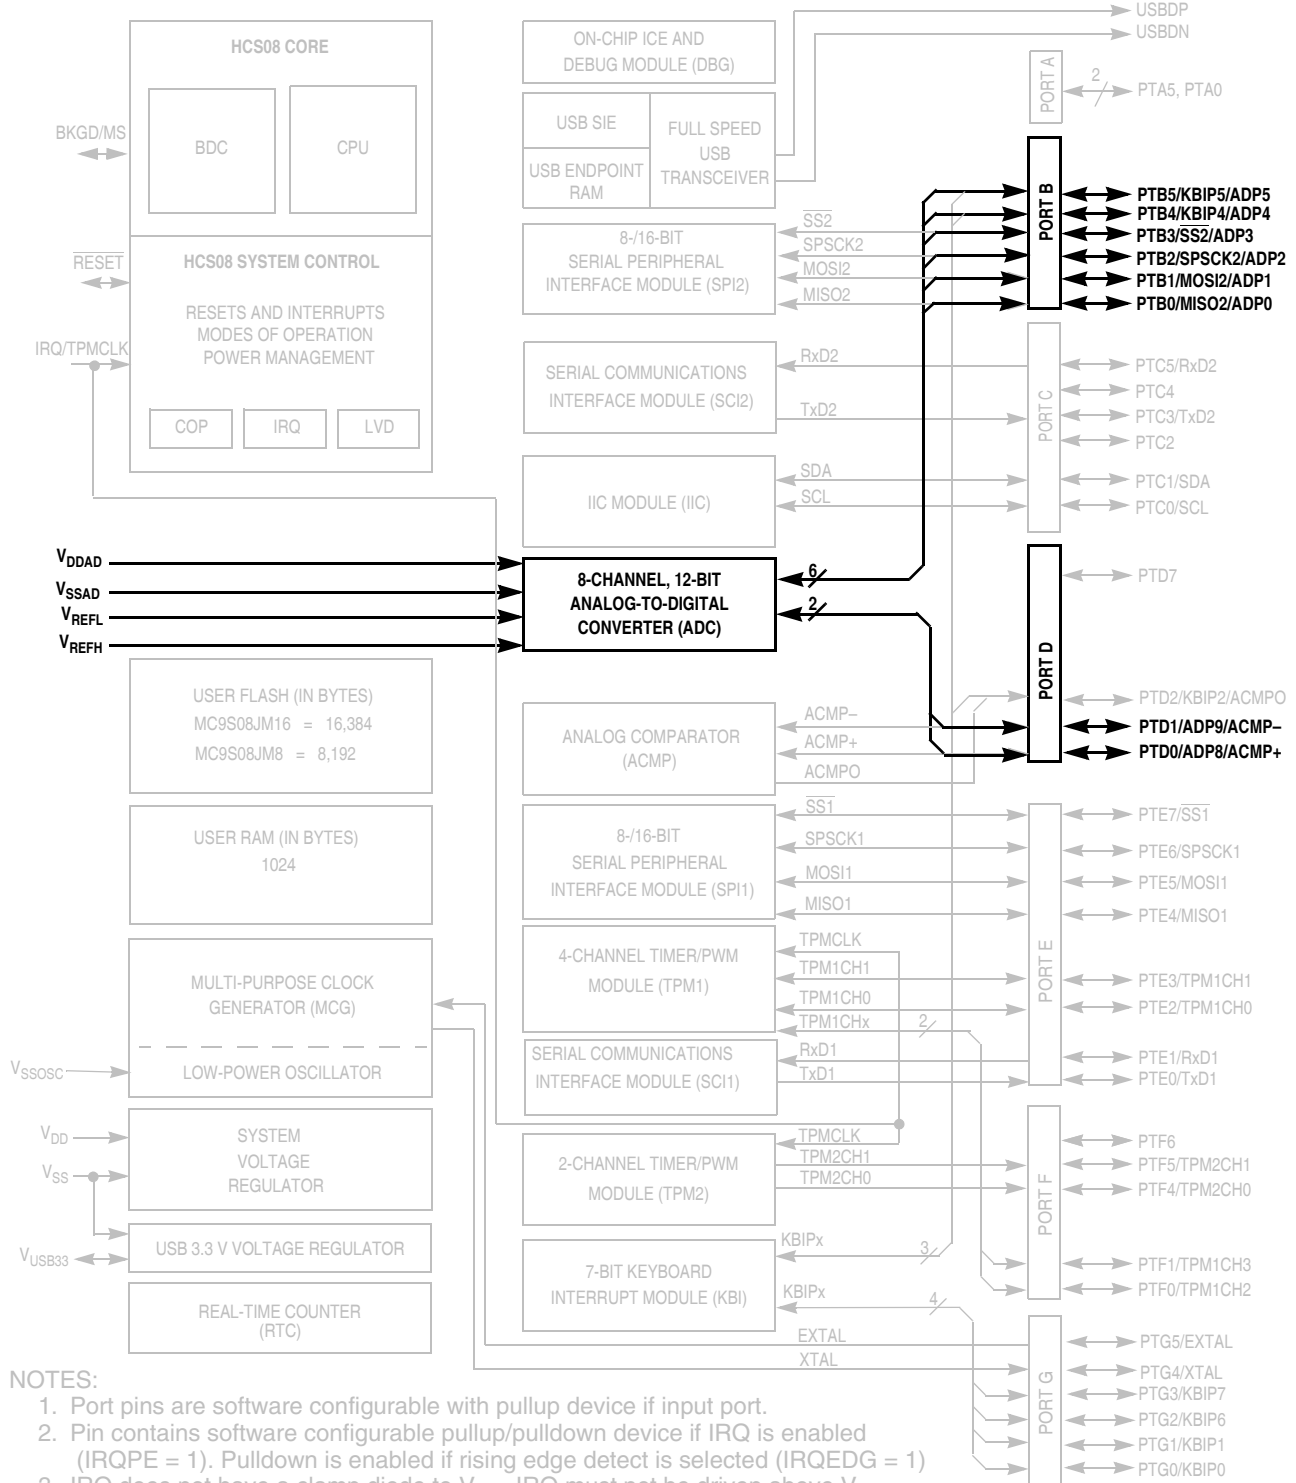 USBDP
USBDN
HCS08 CORE
BDC
CPU
BKGD/MS
RESET
HCS08 SYSTEM CONTROL
RESETS AND INTERRUPTS
MODES OF OPERATION
POWER MANAGEMENT
IRQ/TPMCLK
COP
IRQ
LVD
VDDAD
VSSAD
VREFL
VREFH
USER FLASH (IN BYTES)
MC9S08JM16 = 16,384
MC9S08JM8 = 8,192
USER RAM (IN BYTES)
1024
MULTI-PURPOSE CLOCK
GENERATOR (MCG)
LOW-POWER OSCILLATOR
VSSOSC
VDD
VSS
SYSTEM
VOLTAGE
REGULATOR
VUSB33
USB 3.3 V VOLTAGE REGULATOR
REAL-TIME COUNTER
(RTC)
ON-CHIP ICE AND
DEBUG MODULE (DBG)
USB SIE
USB ENDPOINT
RAM
FULL SPEED
USB
TRANSCEIVER
8-/16-BIT
SERIAL PERIPHERAL
INTERFACE MODULE (SPI2)
SS2
SPSCK2
MOSI2
MISO2
SERIAL COMMUNICATIONS
INTERFACE MODULE (SCI2)
RxD2
TxD2
IIC MODULE (IIC)
SDA
SCL
8-CHANNEL, 12-BIT
ANALOG-TO-DIGITAL
CONVERTER (ADC)
6
2
ANALOG COMPARATOR
(ACMP)
ACMP–
ACMP+
ACMPO
8-/16-BIT
SERIAL PERIPHERAL
INTERFACE MODULE (SPI1)
SS1
SPSCK1
MOSI1
MISO1
4-CHANNEL TIMER/PWM
MODULE (TPM1)
TPMCLK
TPM1CH1
TPM1CH0
TPM1CHx
2
SERIAL COMMUNICATIONS
INTERFACE MODULE (SCI1)
RxD1
TxD1
2-CHANNEL TIMER/PWM
MODULE (TPM2)
TPMCLK
TPM2CH1
TPM2CH0
7-BIT KEYBOARD
INTERRUPT MODULE (KBI)
KBIPx
3
KBIPx
4
EXTAL
XTAL
PORT A
2
PTA5, PTA0
PORT B
PTB5/KBIP5/ADP5
PTB4/KBIP4/ADP4
PTB3/SS2/ADP3
PTB2/SPSCK2/ADP2
PTB1/MOSI2/ADP1
PTB0/MISO2/ADP0
PORT C
PTC5/RxD2
PTC4
PTC3/TxD2
PTC2
PTC1/SDA
PTC0/SCL
PORT D
PTD7
PTD2/KBIP2/ACMPO
PTD1/ADP9/ACMP–
PTD0/ADP8/ACMP+
PORT E
PTE7/SS1
PTE6/SPSCK1
PTE5/MOSI1
PTE4/MISO1
PTE3/TPM1CH1
PTE2/TPM1CH0
PTE1/RxD1
PTE0/TxD1
PORT F
PTF6
PTF5/TPM2CH1
PTF4/TPM2CH0
PTF1/TPM1CH3
PTF0/TPM1CH2
PORT G
PTG5/EXTAL
PTG4/XTAL
PTG3/KBIP7
PTG2/KBIP6
PTG1/KBIP1
PTG0/KBIP0
NOTES:
1. Port pins are software configurable with pullup device if input port.
2. Pin contains software configurable pullup/pulldown device if IRQ is enabled
(IRQPE = 1). Pulldown is enabled if rising edge detect is selected (IRQEDG = 1)
3. IRQ does not have a clamp diode to V IRQ must not be driven above V